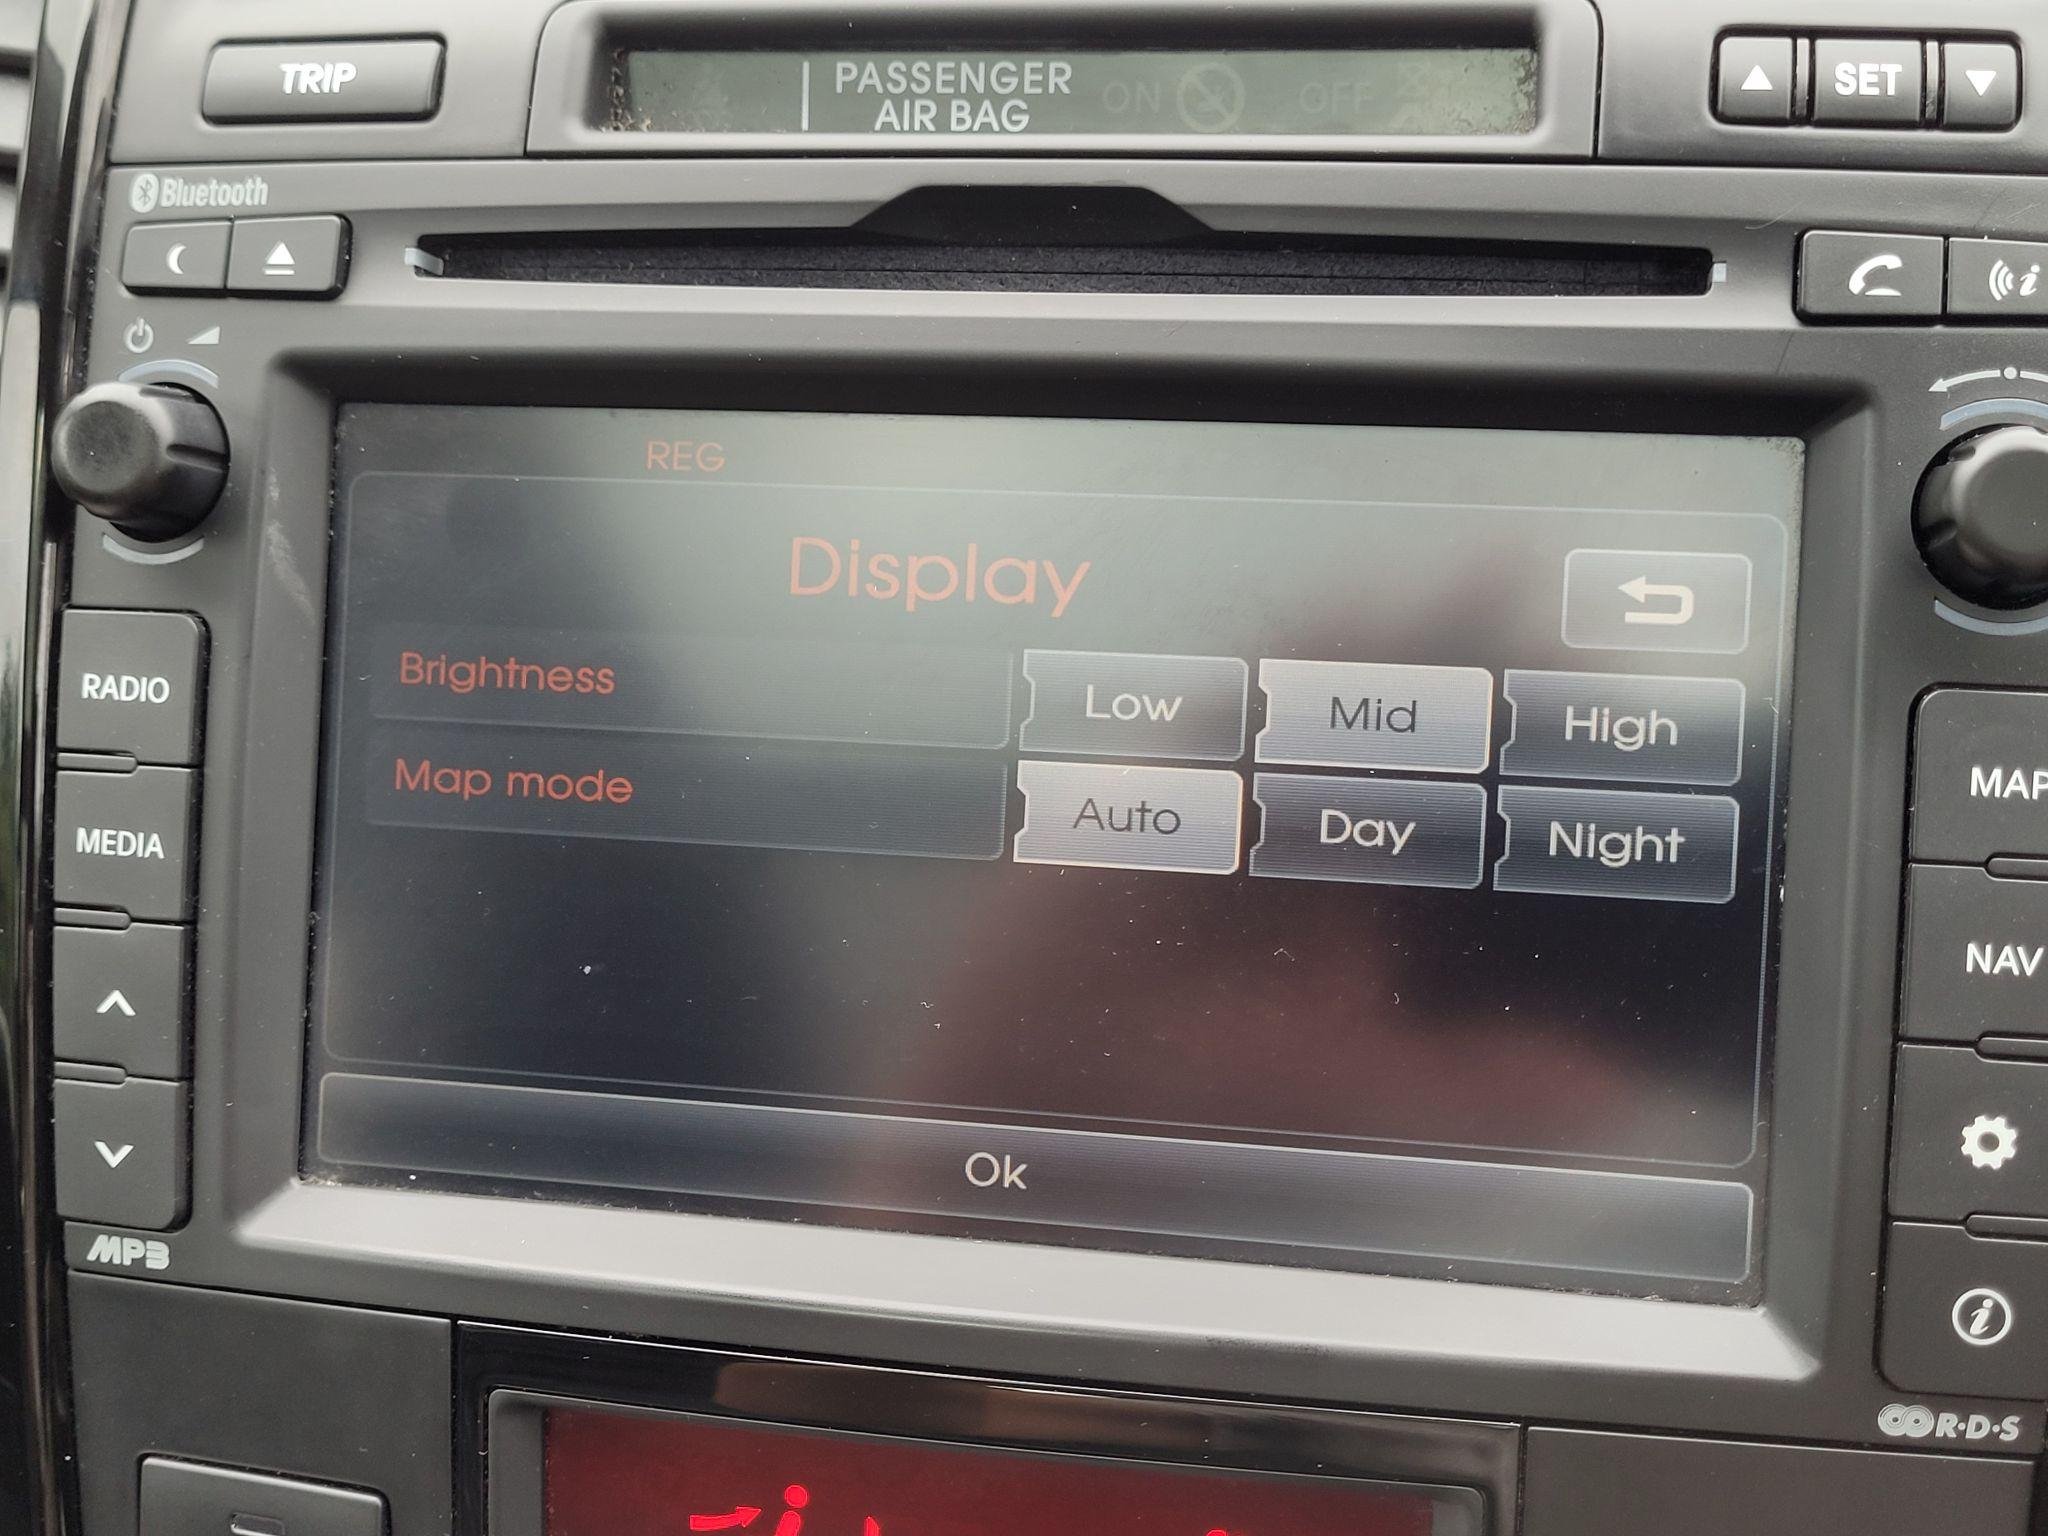 TRIP
PASSENGER
AIR BAG
ON
OFF
SET
Bluetooth
REG
Display
Brightness
Low
Mid
High
Map mode
Auto
Day
Night
Ok
RADIO
MEDIA
MAP
NAV
MP3
R·D·S